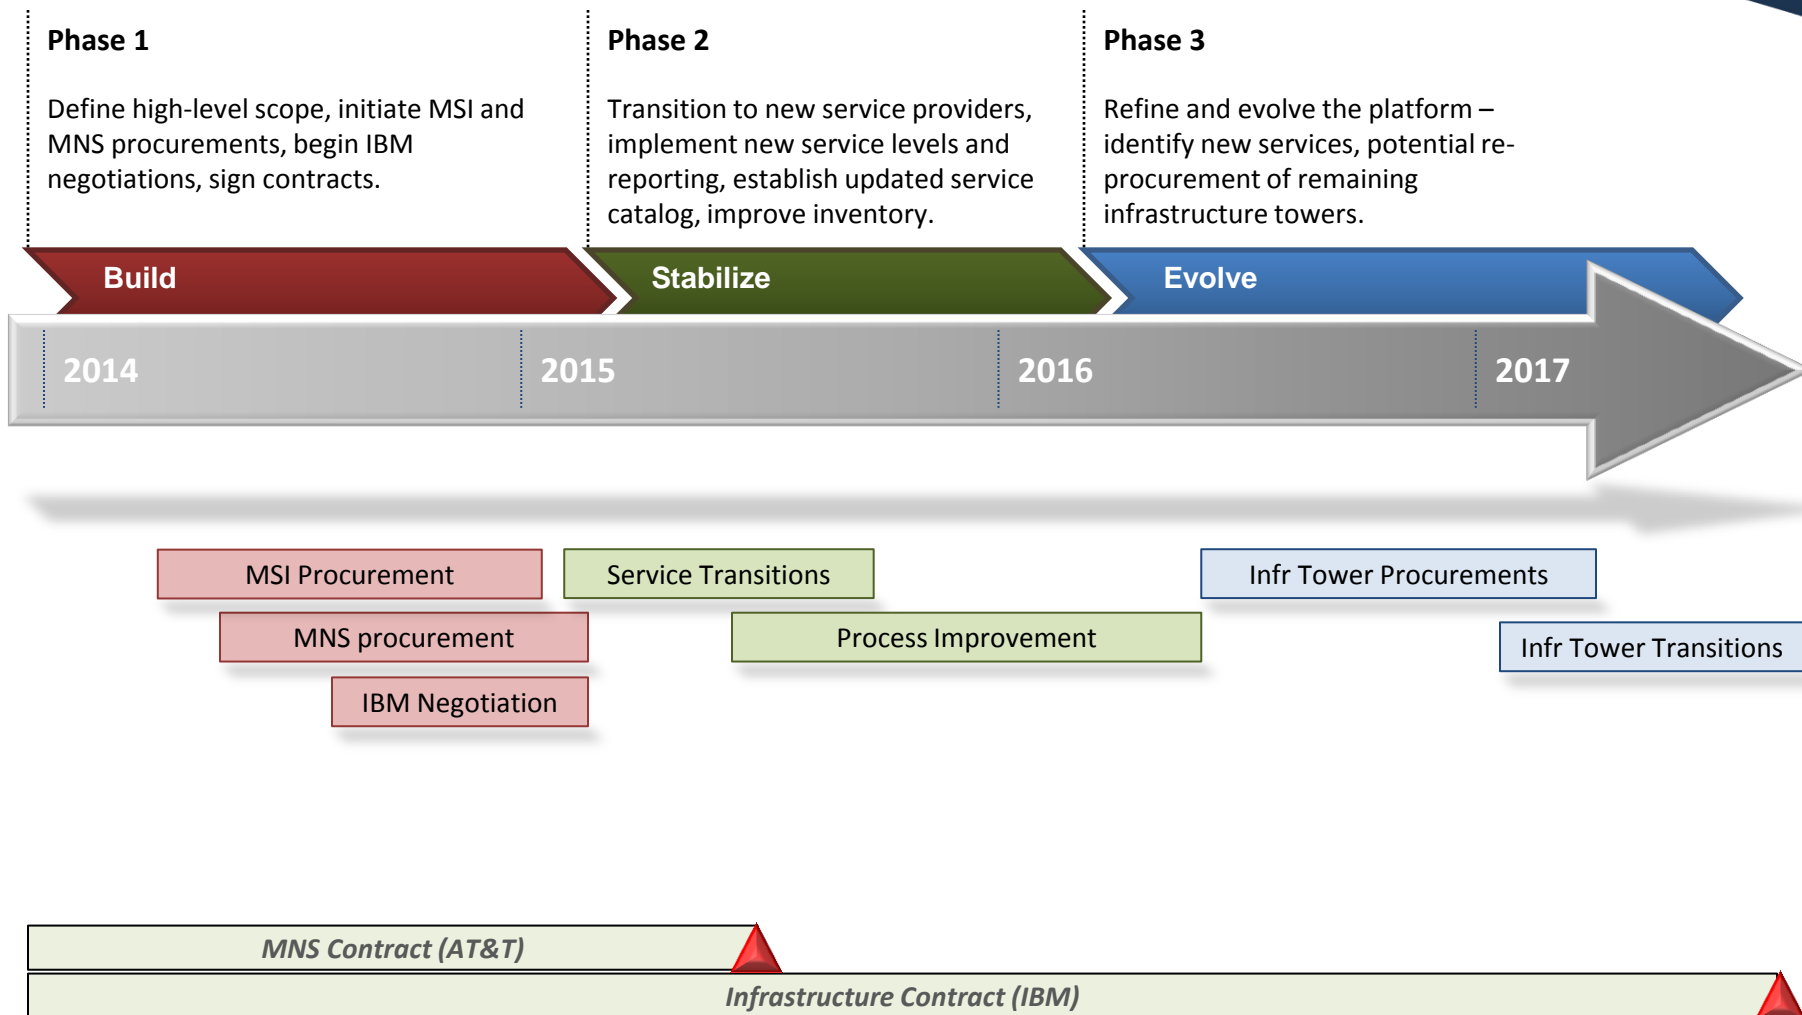 Phase 1
Define high-level scope, initiate MSI and
MNS procurements, begin IBM
negotiations, sign contracts.
Phase 2
Transition to new service providers,
implement new service levels and
reporting, establish updated service
catalog, improve inventory.
Phase 3
Refine and evolve the platform –
identify new services, potential re-
procurement of remaining
infrastructure towers.
Build
Stabilize
Evolve
2014
2015
2016
2017
MSI Procurement
Service Transitions
Infr Tower Procurements
MNS procurement
Process Improvement
Infr Tower Transitions
IBM Negotiation
MNS Contract (AT&T)
Infrastructure Contract (IBM)